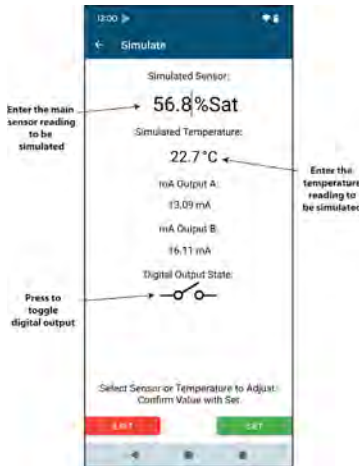 12:00
Simulate
Simulated Sensor:
56.8%Sat
Enter the main
sensor reading
to be
simulated
Simulated Temperature:
22.7°C
Enter the
temperature
reading to
be simulated
mA Output A:
13.09 mA
mA Output B:
16.11 mA
Digital Output State:
Press to
toggle
digital output
Select Sensor or Temperature to Adjust.
Confirm Value with Set
EXIT
SET